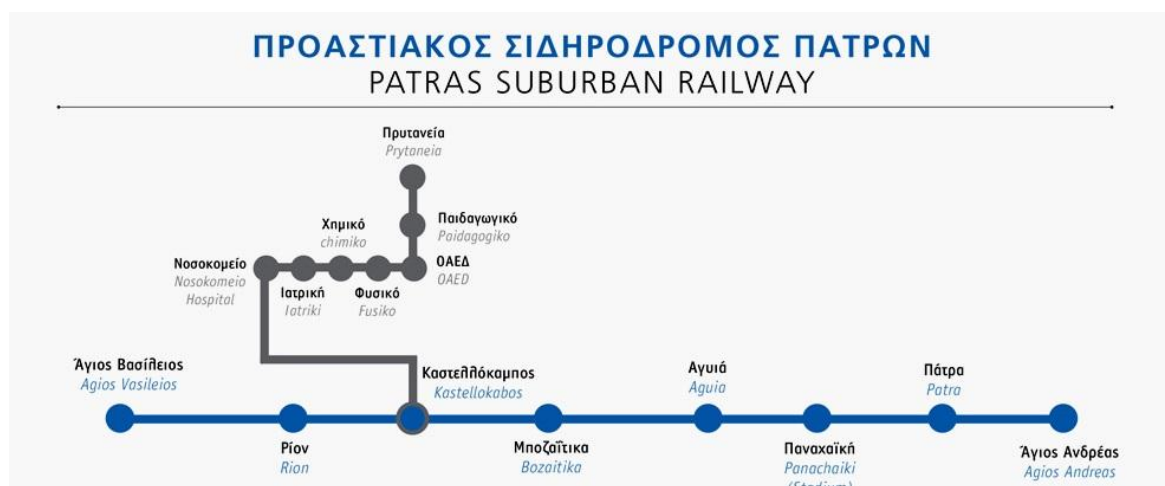 ΠΡΟΑΣΤΙΑΚΟΣ ΣΙΔΗΡΟΔΡΟΜΟΣ ΠΑΤΡΩΝ
PATRAS SUBURBAN RAILWAY
Πρυτανεία
Prytaneia
Παιδαγωγικό
Paidagogiko
Χημικό
chimiko
ΟΑΕΔ
OAED
Νοσοκομείο
Nosokomeio
Hospital
Ιατρική
Iatriki
Φυσικό
Fusiko
Άγιος Βασίλειος
Agios Vasileios
Ρίον
Rion
Καστελλόκαμπος
Kastellokabos
Μποζαΐτικα
Bozaitika
Αγυιά
Aguia
Παναχαϊκή
Panachaiki
(Stadium)
Πάτρα
Patra
Άγιος Ανδρέας
Agios Andreas